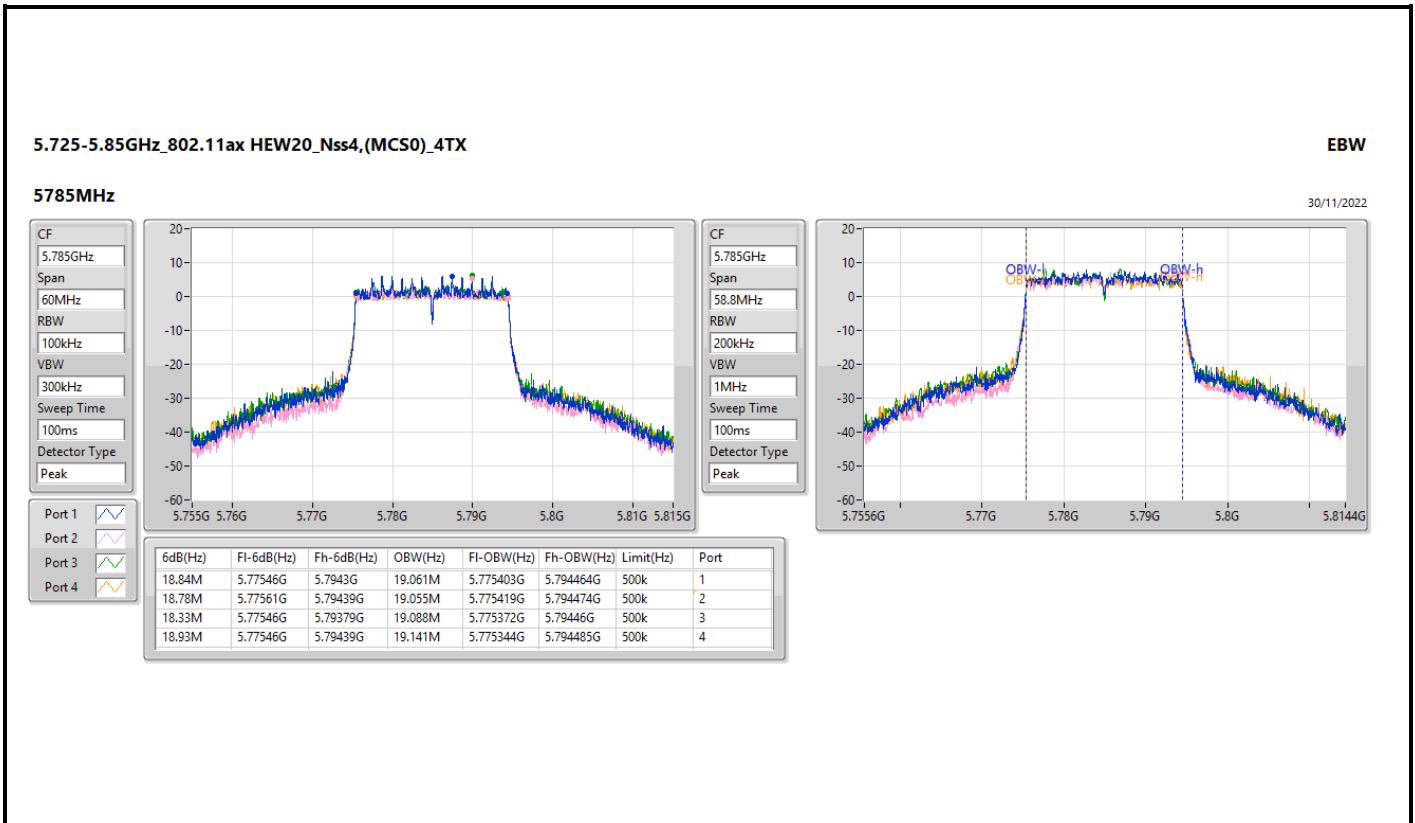 5.725-5.85GHz_802.11ax HEW20_Nss4,(MCS0)_4TX
EBW
5785MHz
30/11/2022
CF
5.785GHz
Span
60MHz
RBW
100kHz
VBW
300kHz
Sweep Time
100ms
Detector Type
Peak
20
10
0
-10
-20
-30
-40
-50
-60
5.755G 5.76G 5.77G 5.78G 5.79G 5.8G 5.81G 5.815G
CF
5.785GHz
Span
58.8MHz
RBW
200kHz
VBW
1MHz
Sweep Time
100ms
Detector Type
Peak
20
10
0
-10
-20
-30
-40
-50
-60
OBW-l OBW-h
5.7556G 5.77G 5.78G 5.79G 5.8G 5.8144G
Port 1
Port 2
Port 3
Port 4
6dB(Hz) Fl-6dB(Hz) Fh-6dB(Hz) OBW(Hz) Fl-OBW(Hz) Fh-OBW(Hz) Limit(Hz) Port
18.84M 5.77546G 5.7943G 19.061M 5.775403G 5.794464G 500k 1
18.78M 5.77561G 5.79439G 19.055M 5.775419G 5.794474G 500k 2
18.33M 5.77546G 5.79379G 19.088M 5.775372G 5.79446G 500k 3
18.93M 5.77546G 5.79439G 19.141M 5.775344G 5.794485G 500k 4